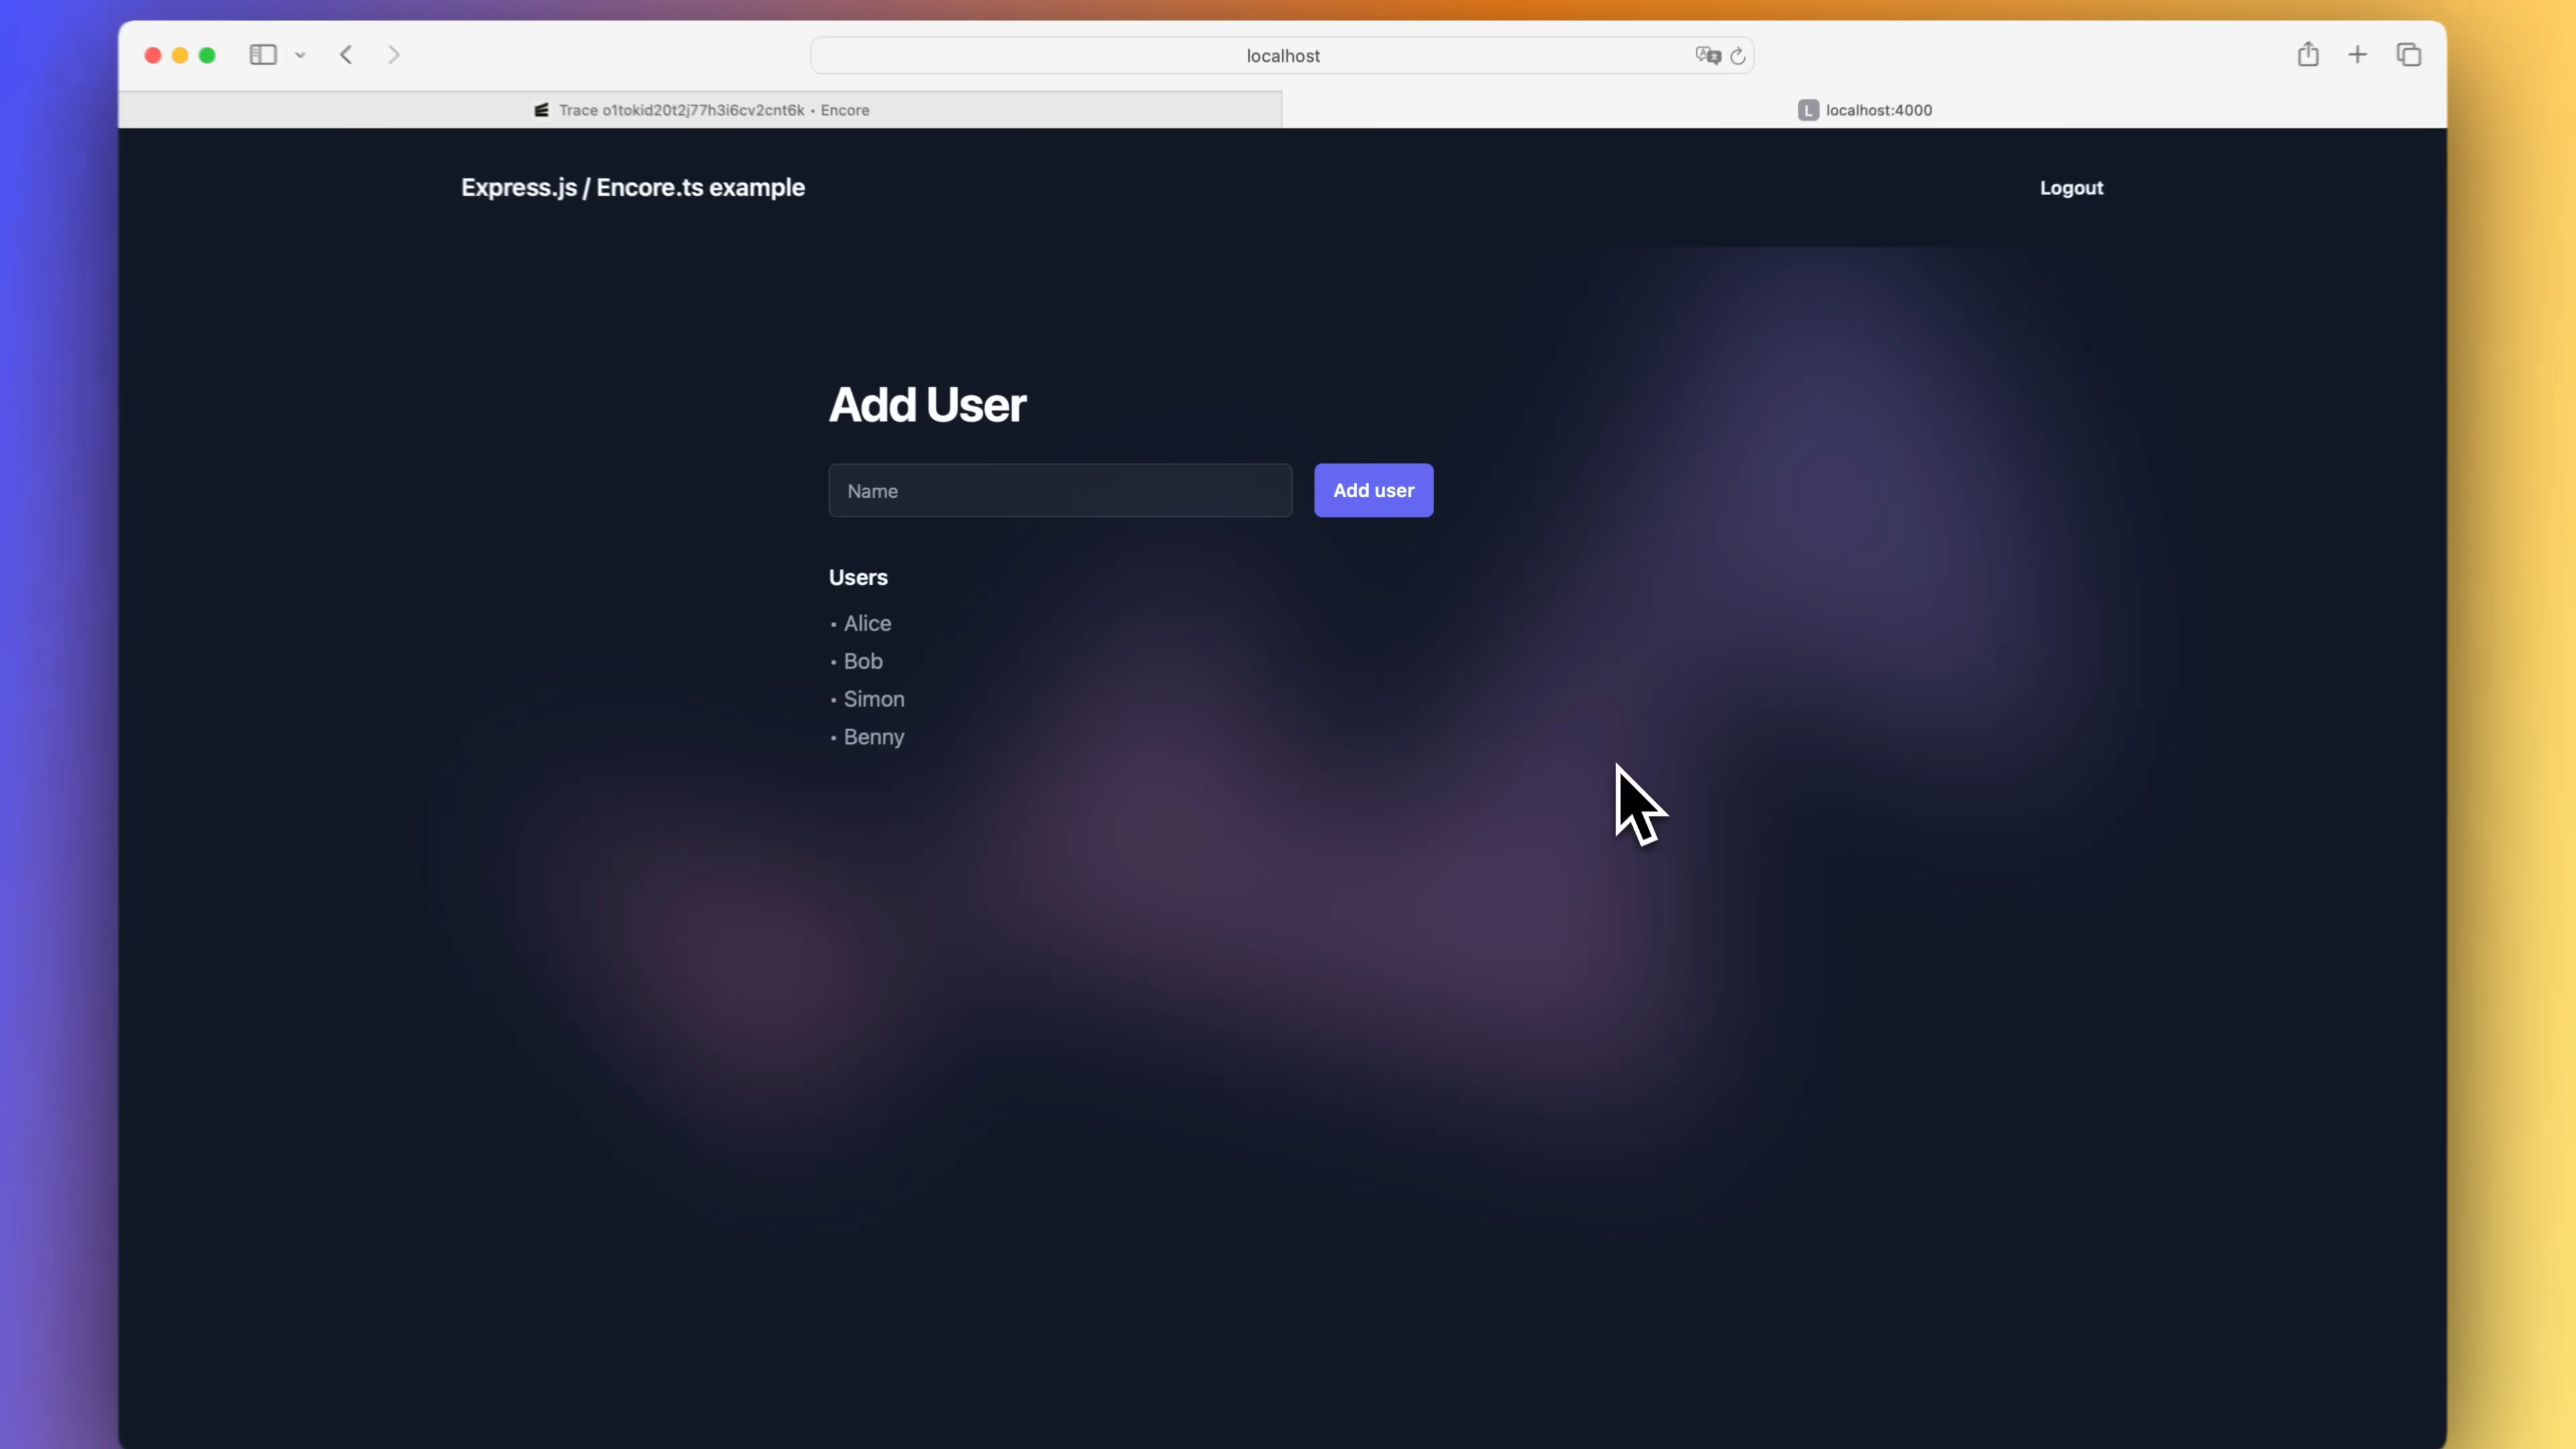 localhost
Trace o1tokid20t2j77h3i6cv2cnt6k • Encore
L localhost:4000
Express.js / Encore.ts example
Logout
Add User
Name
Add user
Users
• Alice
• Bob
• Simon
• Benny